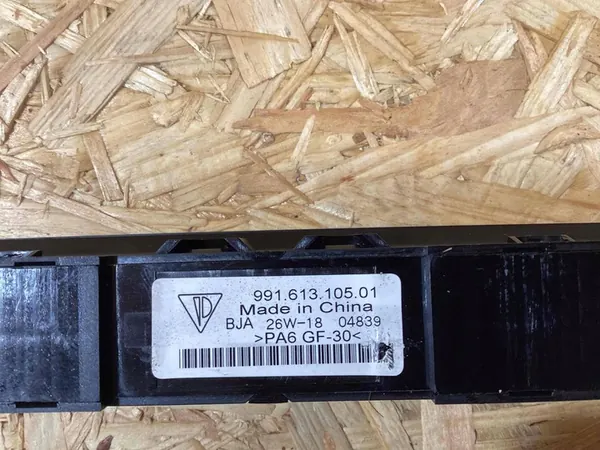 991.613.105.01
Made in China
BJA 26W-18 04839
>PA6 GF-30<